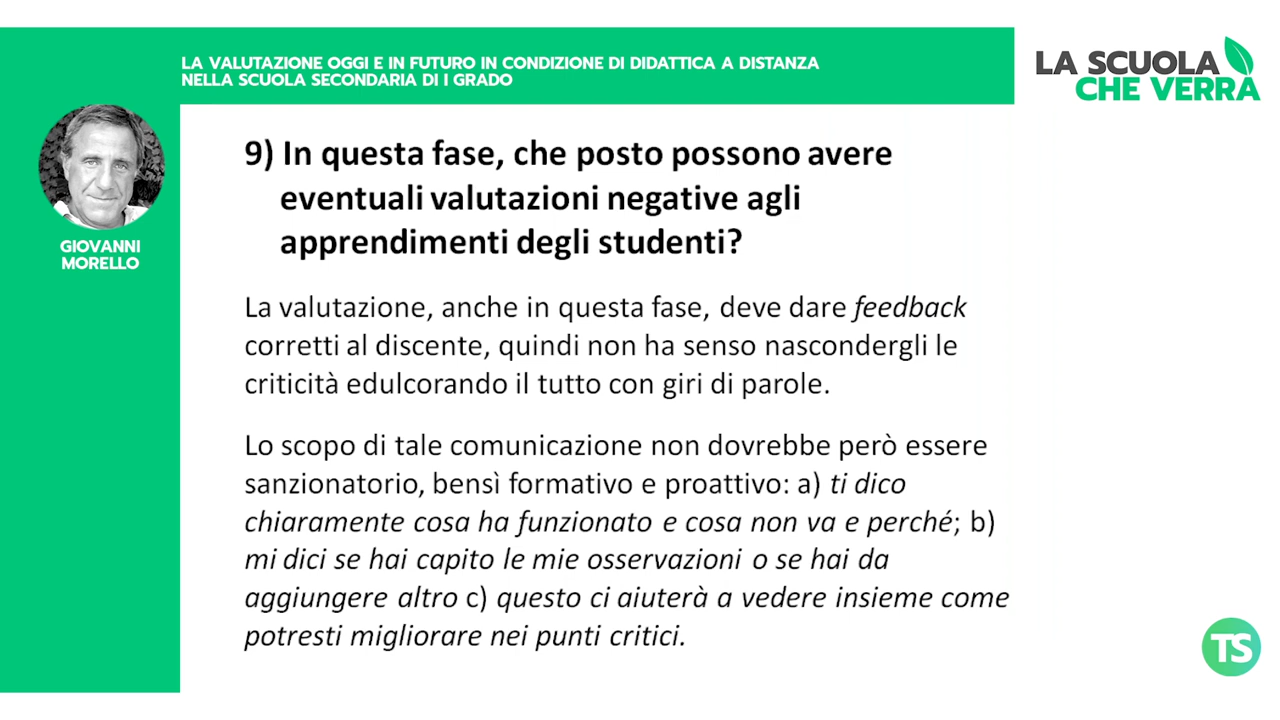 LA VALUTAZIONE OGGI E IN FUTURO IN CONDIZIONE DI DIDATTICA A DISTANZA
NELLA SCUOLA SECONDARIA DI I GRADO
LA SCUOLA
CHE VERRA
GIOVANNI
MORELLO
9) In questa fase, che posto possono avere
eventuali valutazioni negative agli
apprendimenti degli studenti?
La valutazione, anche in questa fase, deve dare feedback
corretti al discente, quindi non ha senso nascondergli le
criticità edulcorando il tutto con giri di parole.
Lo scopo di tale comunicazione non dovrebbe però essere
sanzionatorio, bensì formativo e proattivo: a) ti dico
chiaramente cosa ha funzionato e cosa non va e perché; b)
mi dici se hai capito le mie osservazioni o se hai da
aggiungere altro c) questo ci aiuterà a vedere insieme come
potresti migliorare nei punti critici.
TS